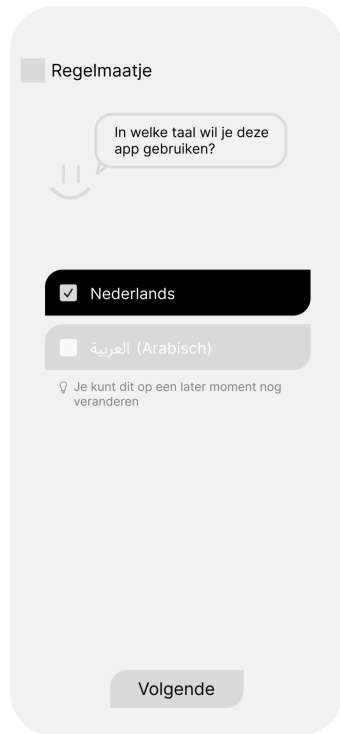 Regelmaatje
In welke taal wil je deze
app gebruiken?
Nederlands
العربية (Arabisch)
Je kunt dit op een later moment nog
veranderen
Volgende